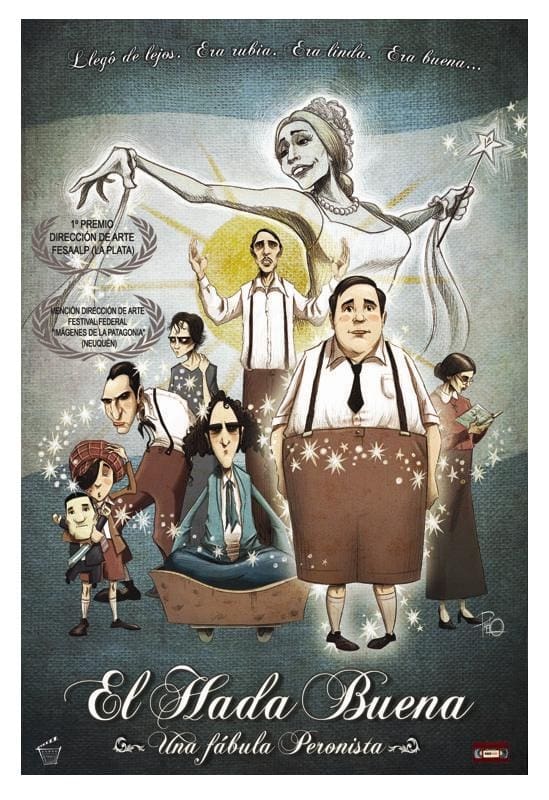 Llegó de lejos. Era rubia. Era linda. Era buena...
1º PREMIO
DIRECCIÓN DE ARTE
FESAALP (LA PLATA)
MENCIÓN DIRECCIÓN DE ARTE
FESTIVAL FEDERAL
"IMÁGENES DE LA PATAGONIA"
(NEUQUÉN)
El Hada Buena
Una fábula Peronista